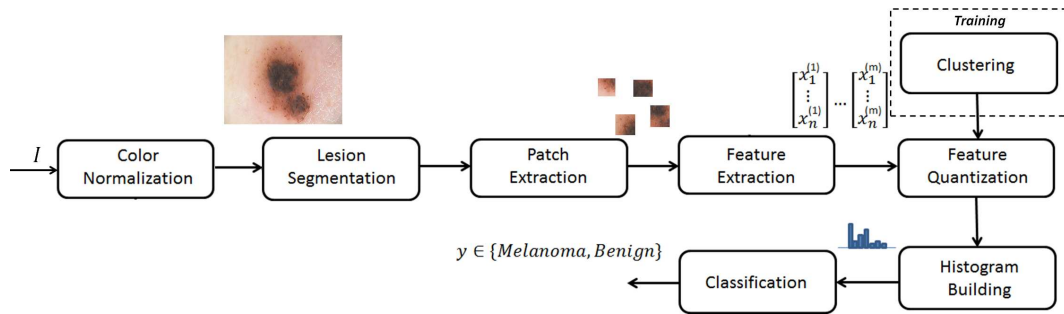 Training
Clustering
I
Color
Normalization
Lesion
Segmentation
Patch
Extraction
Feature
Extraction
[x₁⁽¹⁾ ⋮ xₙ⁽¹⁾] ... [x₁⁽ᵐ⁾ ⋮ xₙ⁽ᵐ⁾]
Feature
Quantization
Histogram
Building
Classification
y ∈ {Melanoma, Benign}